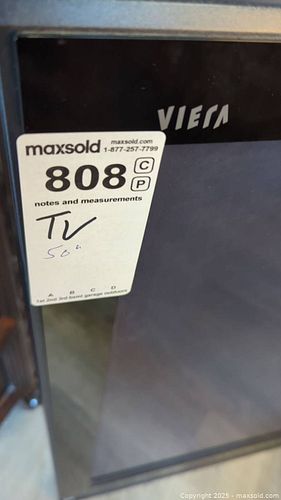 VIERA
maxsold maxsold.com
1-877-257-7799
808 C
P
notes and measurements
TV
50"
A B C D
1st 2nd 3rd bsmt garage outdoors
Copyright 2025 - maxsold.com